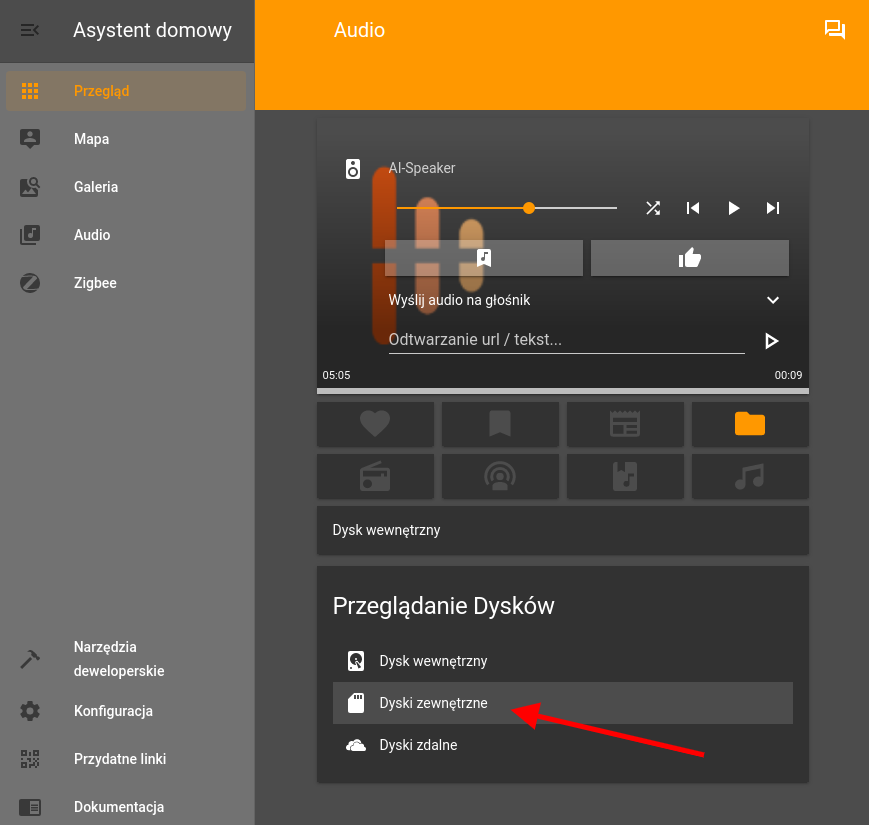 Asystent domowy
Przegląd
Mapa
Galeria
Audio
Zigbee
Narzędzia
deweloperskie
Konfiguracja
Przydatne linki
Dokumentacja
Audio
AI-Speaker
Wyślij audio na głośnik
Odtwarzanie url / tekst...
05:05
00:09
Dysk wewnętrzny
Przeglądanie Dysków
Dysk wewnętrzny
Dyski zewnętrzne
Dyski zdalne